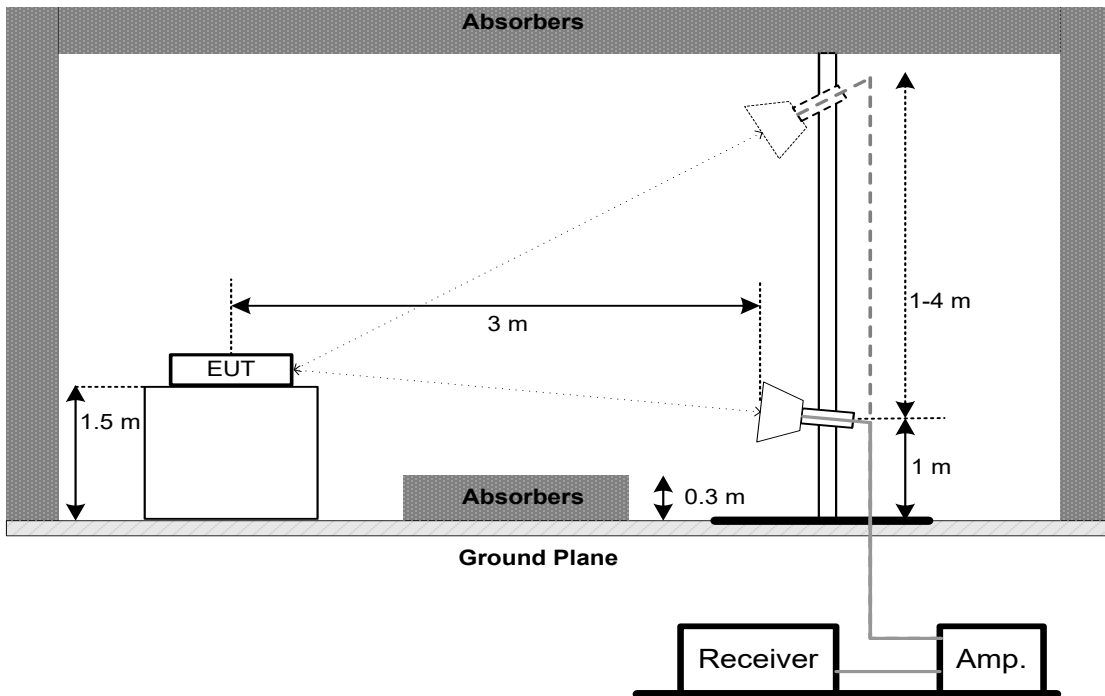 Absorbers
1-4 m
3 m
EUT
1.5 m
1 m
Absorbers
0.3 m
Ground Plane
Receiver
Amp.